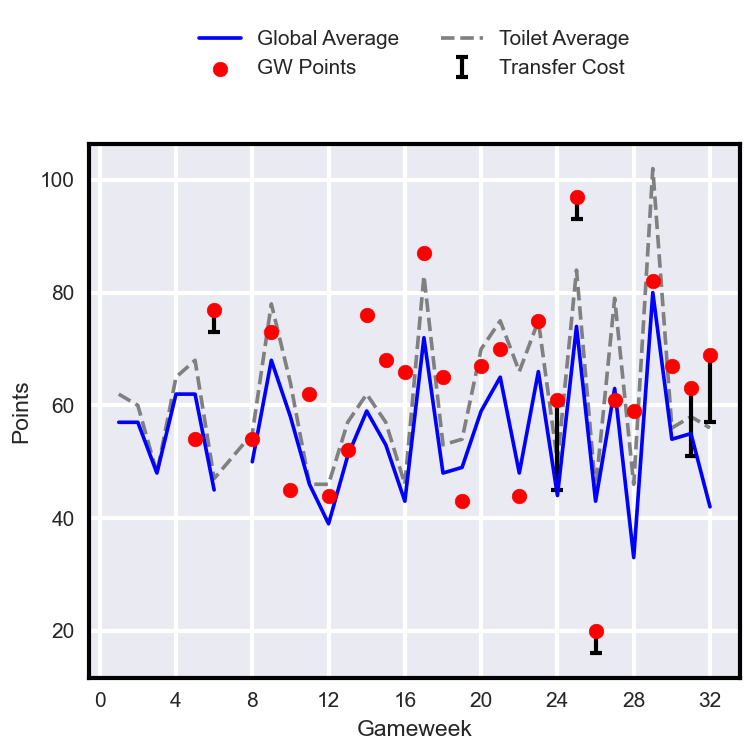 Global Average
Toilet Average
GW Points
Transfer Cost
100
80
60
40
20
Points
0 4 8 12 16 20 24 28 32
Gameweek